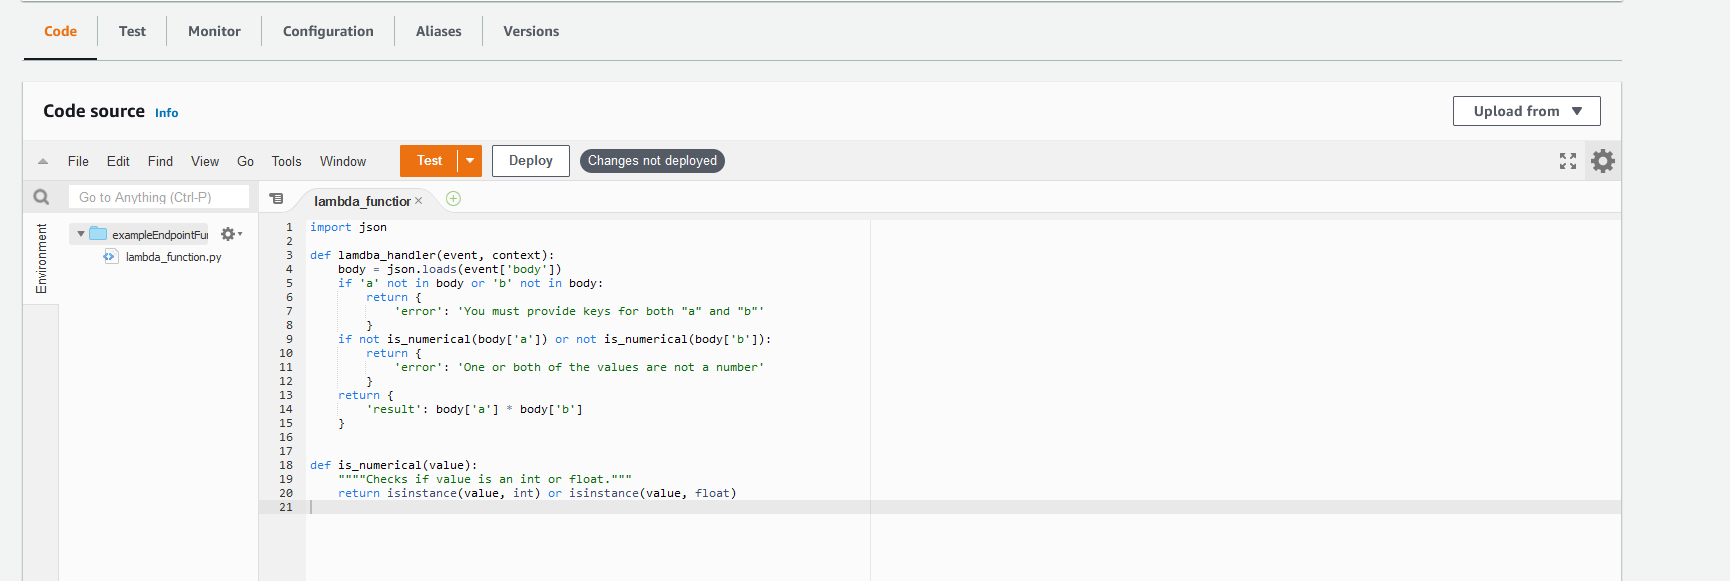 Code Test Monitor Configuration Aliases Versions
Code source Info
Upload from
File Edit Find View Go Tools Window Test Deploy Changes not deployed
Go to Anything (Ctrl-P)
lambda_function
Environment
exampleEndpointFu
lambda_function.py
1 import json
2
3 def lamdba_handler(event, context):
4 body = json.loads(event['body'])
5 if 'a' not in body or 'b' not in body:
6 return {
7 'error': 'You must provide keys for both "a" and "b"'
8 }
9 if not is_numerical(body['a']) or not is_numerical(body['b']):
10 return {
11 'error': 'One or both of the values are not a number'
12 }
13 return {
14 'result': body['a'] * body['b']
15 }
16
17
18 def is_numerical(value):
19 """"Checks if value is an int or float."""
20 return isinstance(value, int) or isinstance(value, float)
21